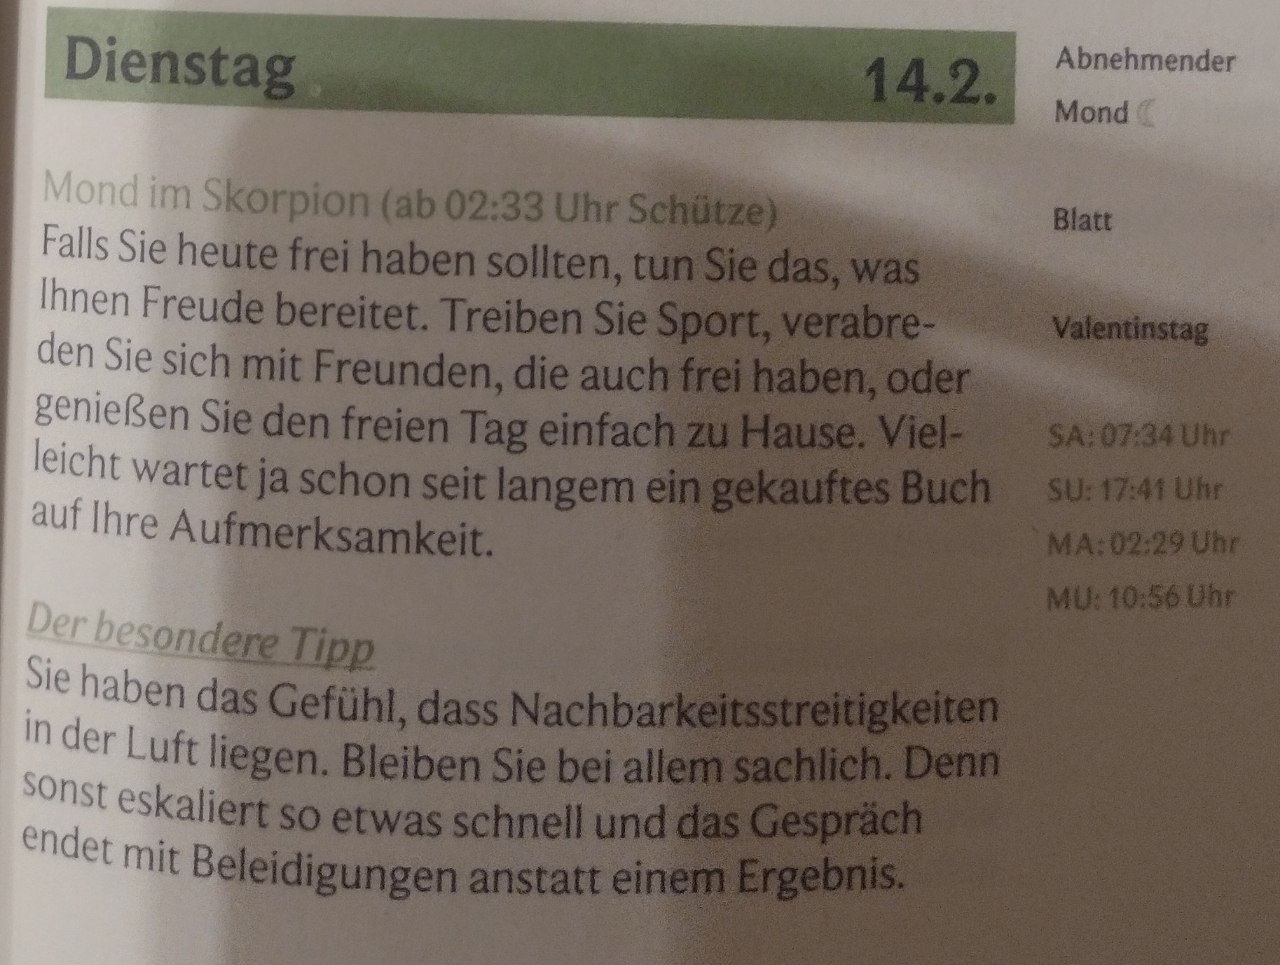 Dienstag 14.2.
Mond im Skorpion (ab 02:33 Uhr Schütze)
Falls Sie heute frei haben sollten, tun Sie das, was
Ihnen Freude bereitet. Treiben Sie Sport, verabre-
den Sie sich mit Freunden, die auch frei haben, oder
genießen Sie den freien Tag einfach zu Hause. Viel-
leicht wartet ja schon seit langem ein gekauftes Buch
auf Ihre Aufmerksamkeit.
Der besondere Tipp
Sie haben das Gefühl, dass Nachbarkeitsstreitigkeiten
in der Luft liegen. Bleiben Sie bei allem sachlich. Denn
sonst eskaliert so etwas schnell und das Gespräch
endet mit Beleidigungen anstatt einem Ergebnis.
Abnehmender
Mond
Blatt
Valentinstag
SA: 07:34 Uhr
SU: 17:41 Uhr
MA: 02:29 Uhr
MU: 10:56 Uhr